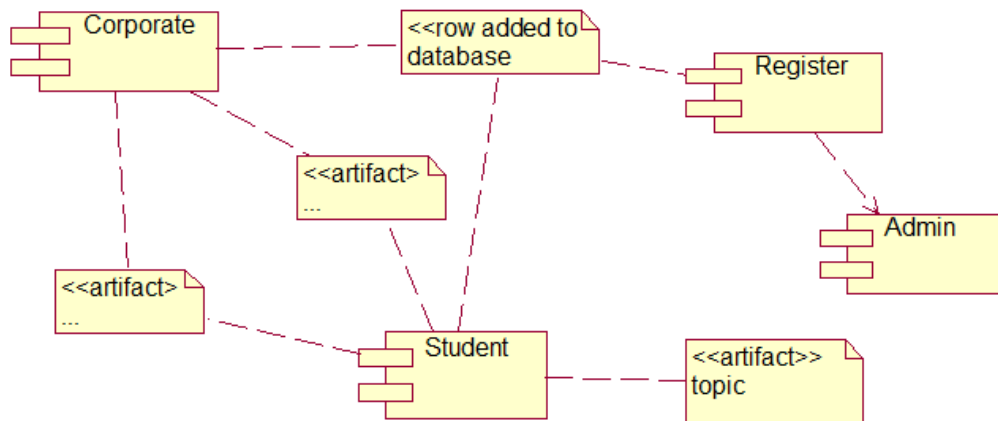 Corporate
<<row added to
database
Register
<<artifact>
...
Admin
<<artifact>
...
Student
<<artifact>>
topic